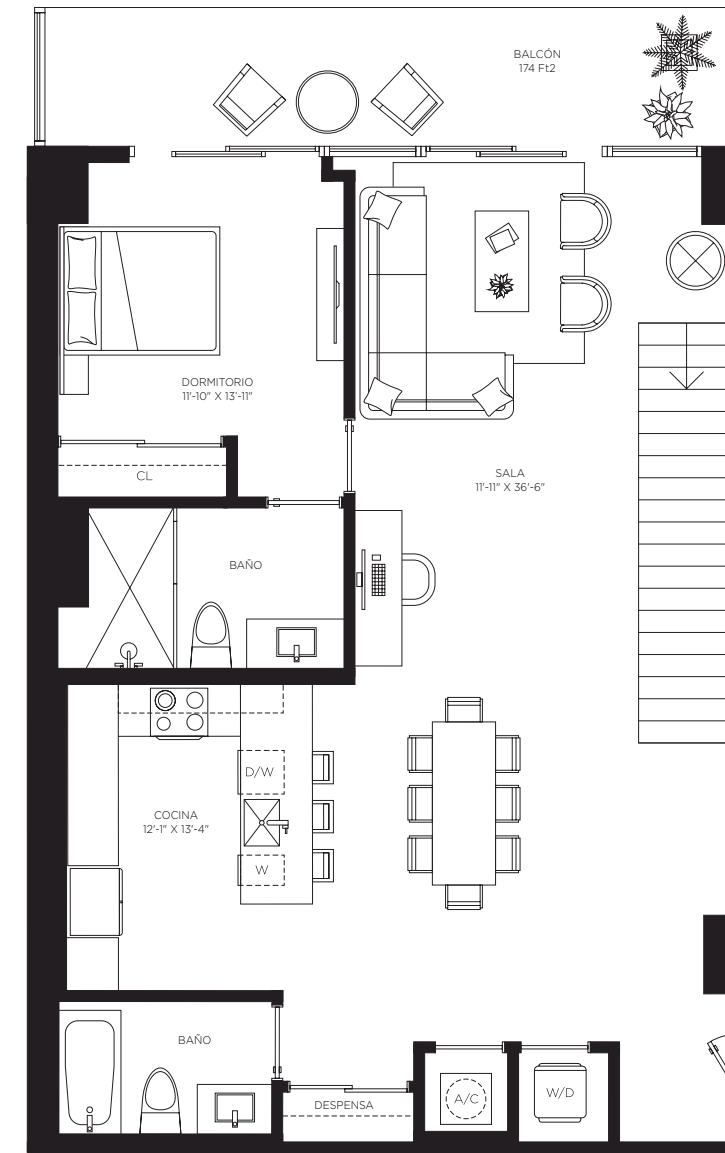 BALCÓN
174 Ft2
DORMITORIO
11'-10" X 13'-11"
CL
SALA
11'-11" X 36'-6"
BAÑO
D/W
COCINA
12'-1" X 13'-4"
W
BAÑO
DESPENSA
A/C
W/D